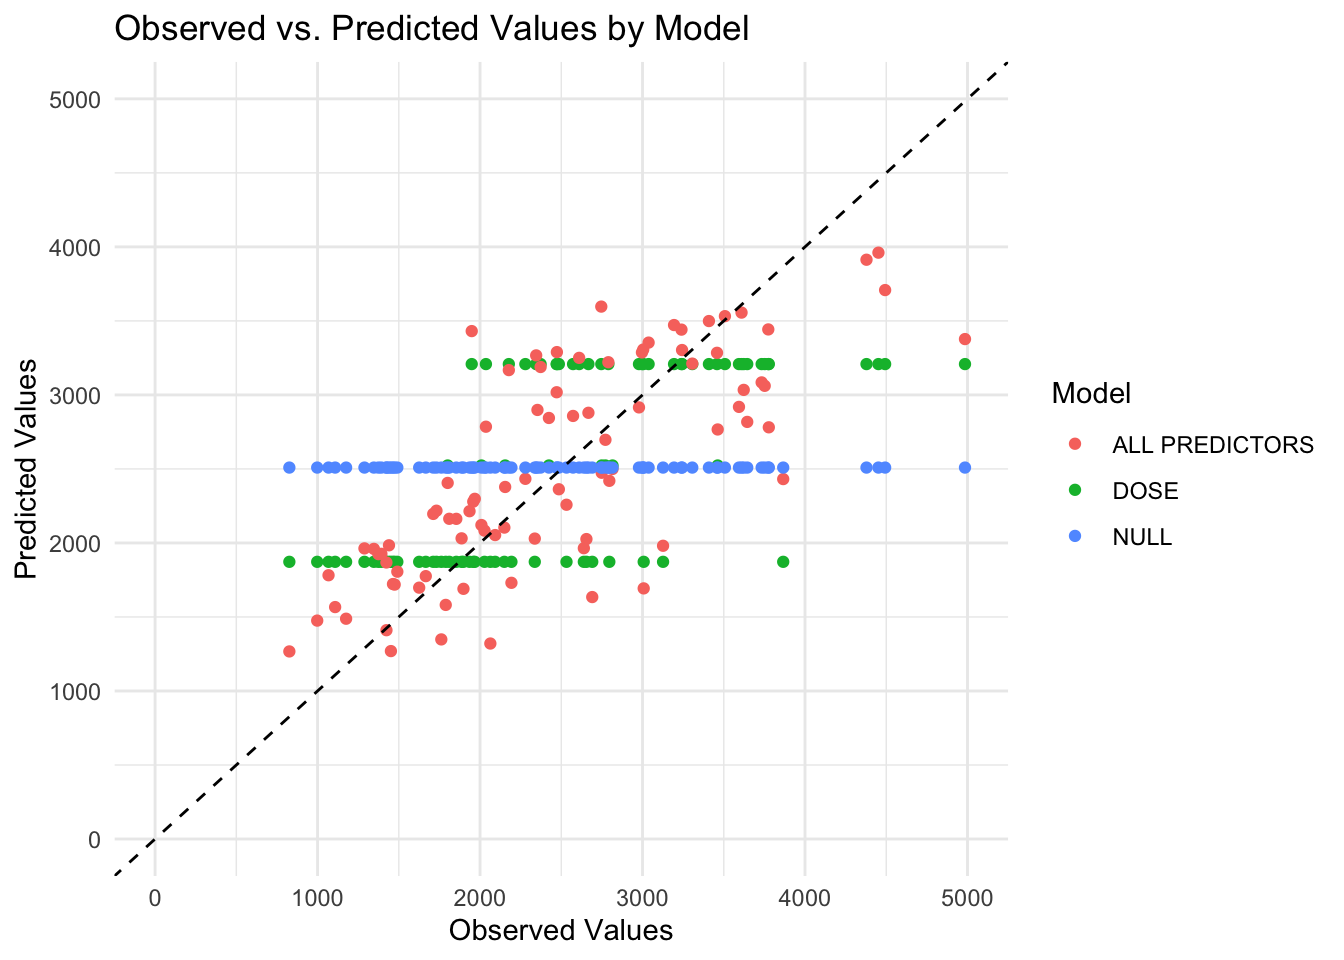 Observed vs. Predicted Values by Model
Predicted Values
5000
4000
3000
2000
1000
0
0 1000 2000 3000 4000 5000
Observed Values
Model
ALL PREDICTORS
DOSE
NULL